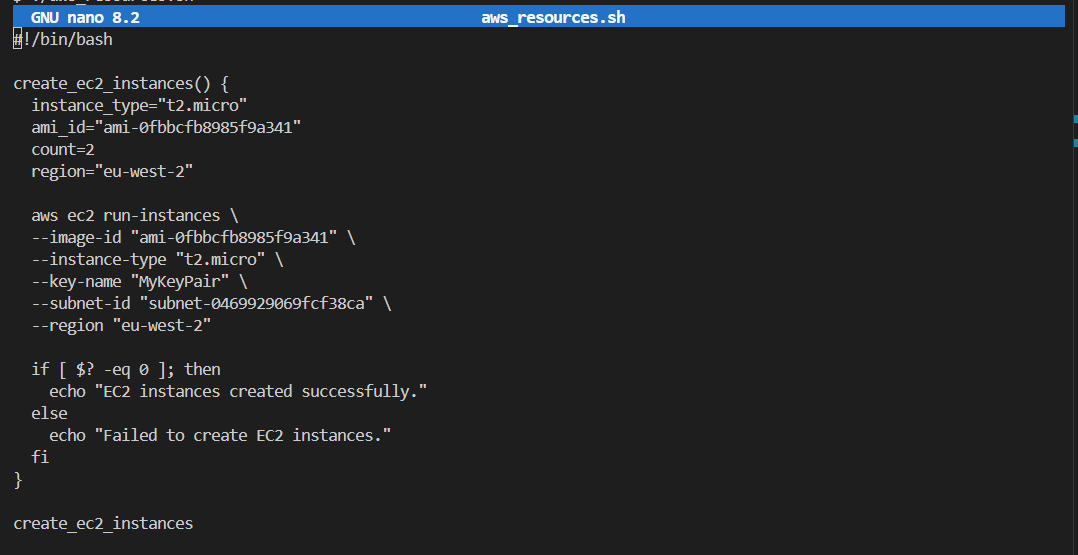 GNU nano 8.2 aws_resources.sh
#!/bin/bash
create_ec2_instances() {
instance_type="t2.micro"
ami_id="ami-0fbbcfb8985f9a341"
count=2
region="eu-west-2"
aws ec2 run-instances \
--image-id "ami-0fbbcfb8985f9a341" \
--instance-type "t2.micro" \
--key-name "MyKeyPair" \
--subnet-id "subnet-0469929069fcf38ca" \
--region "eu-west-2"
if [ $? -eq 0 ]; then
echo "EC2 instances created successfully."
else
echo "Failed to create EC2 instances."
fi
}
create_ec2_instances